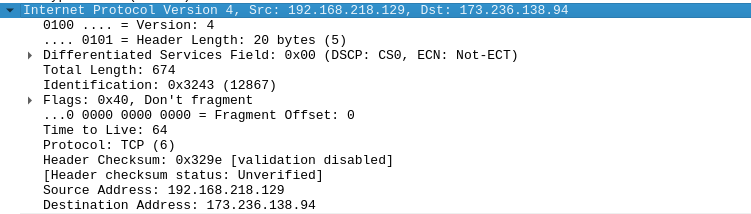 Internet Protocol Version 4, Src: 192.168.218.129, Dst: 173.236.138.94
0100 .... = Version: 4
.... 0101 = Header Length: 20 bytes (5)
Differentiated Services Field: 0x00 (DSCP: CS0, ECN: Not-ECT)
Total Length: 674
Identification: 0x3243 (12867)
Flags: 0x40, Don't fragment
...0 0000 0000 0000 = Fragment Offset: 0
Time to Live: 64
Protocol: TCP (6)
Header Checksum: 0x329e [validation disabled]
[Header checksum status: Unverified]
Source Address: 192.168.218.129
Destination Address: 173.236.138.94